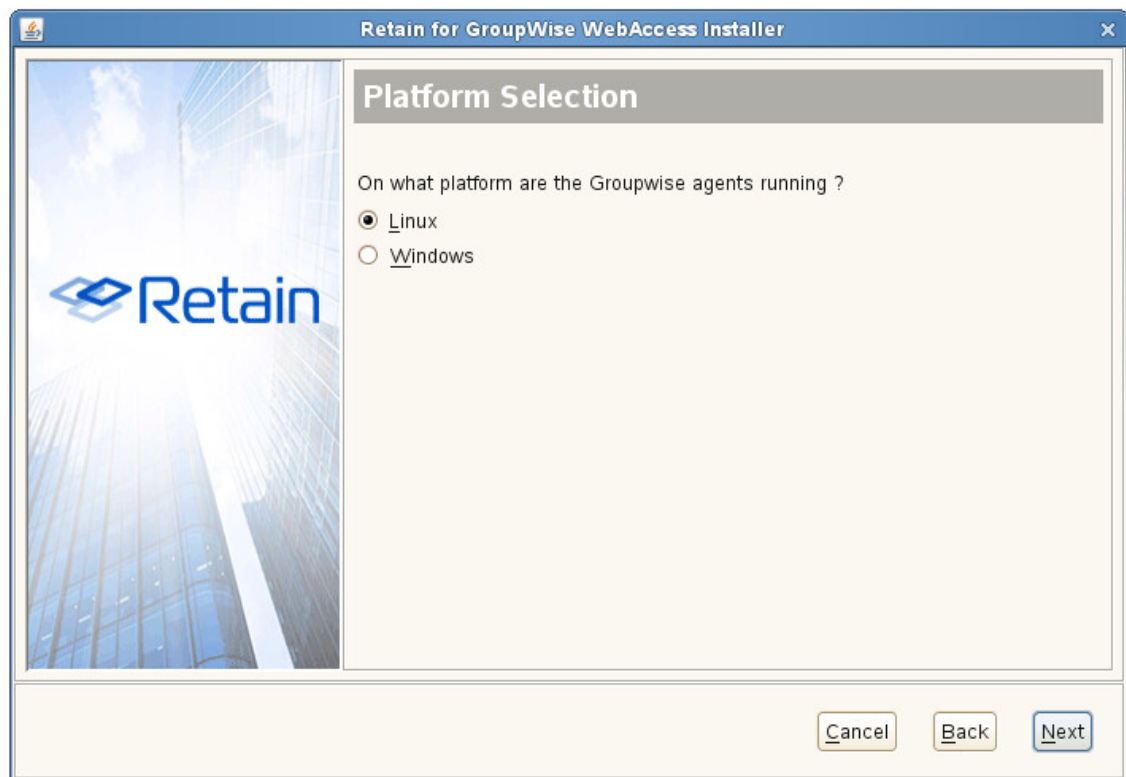 Retain for GroupWise WebAccess Installer
Platform Selection
On what platform are the Groupwise agents running ?
Linux
Windows
Retain
Cancel
Back
Next